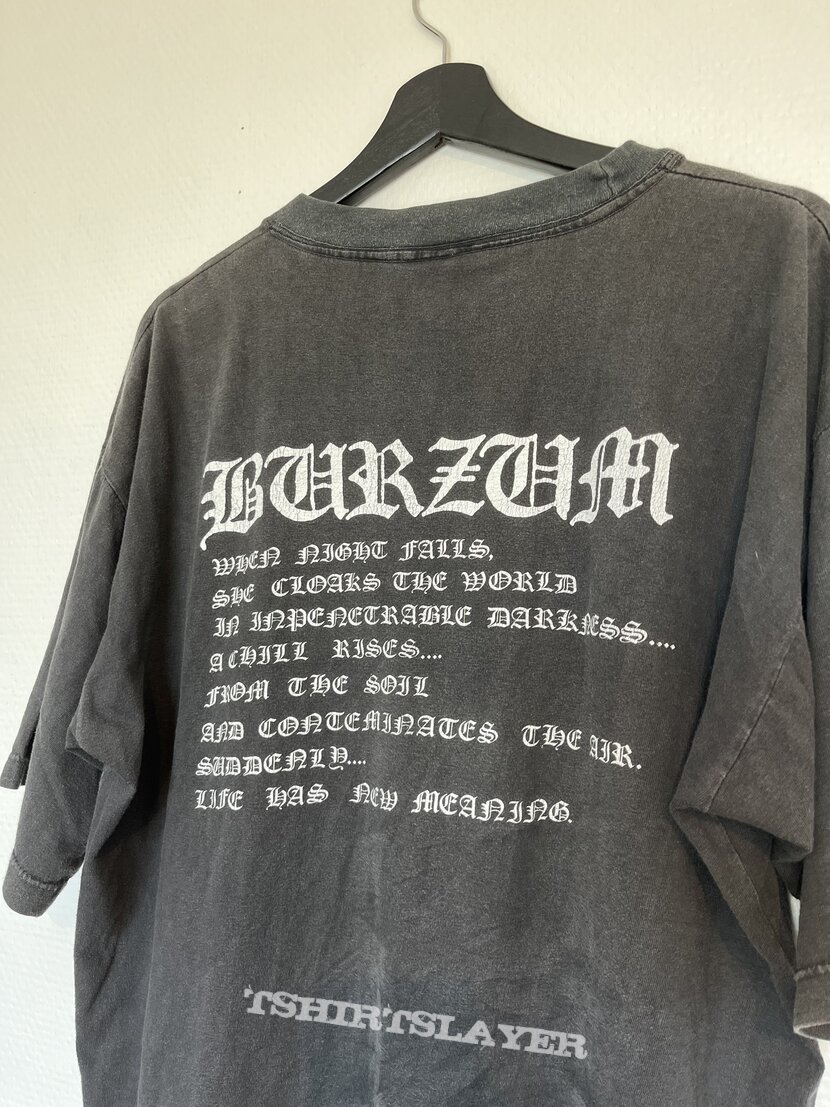 BURZUM
WHEN NIGHT FALLS,
SHE CLOAKS THE WORLD
IN INPENETRABLE DARKNESS....
A CHILL RISES....
FROM THE SOIL
AND CONTEMINATES THE AIR.
SUDDENLY....
LIFE HAS NEW MEANING.
TSHIRTSLAYER